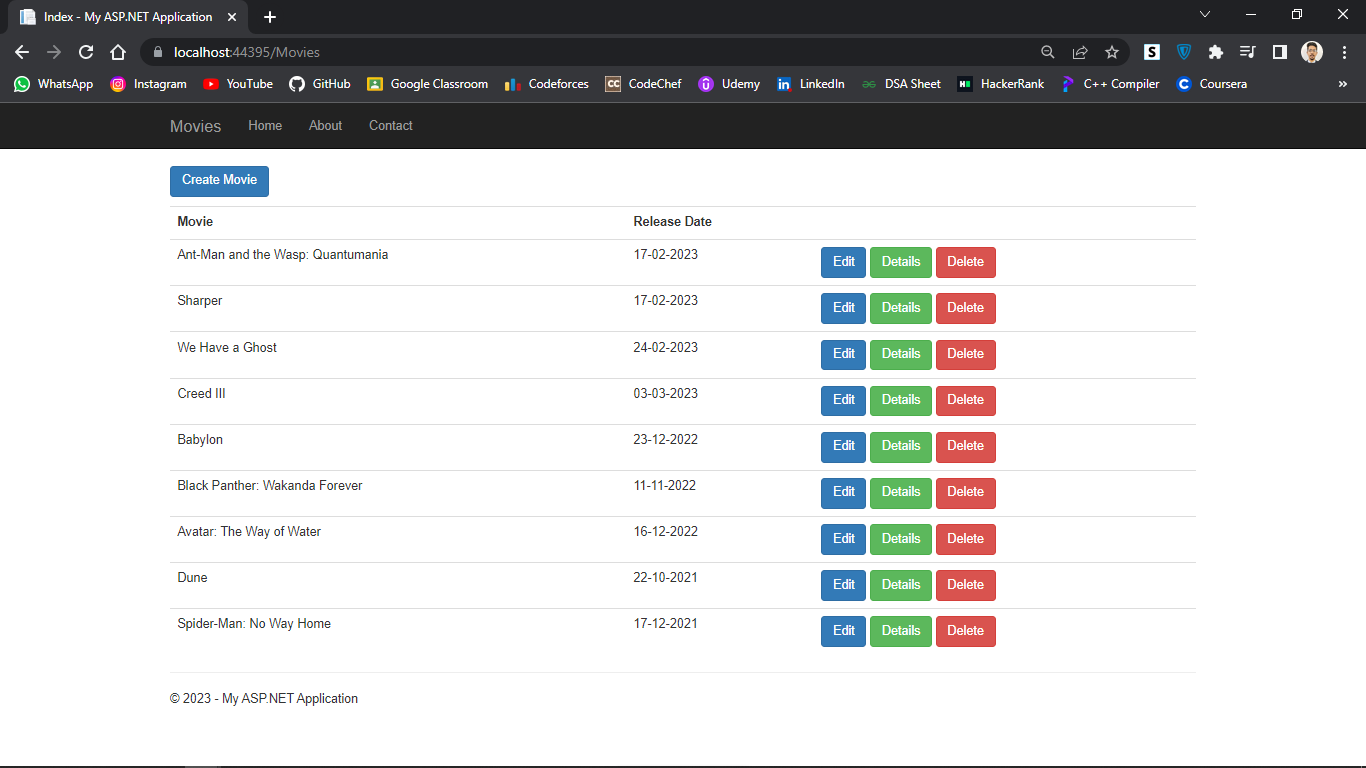 Index - My ASP.NET Application
localhost:44395/Movies
WhatsApp Instagram YouTube GitHub Google Classroom Codeforces CC CodeChef Udemy in LinkedIn DSA Sheet HackerRank C++ Compiler Coursera »
Movies Home About Contact
Create Movie
Movie Release Date
Ant-Man and the Wasp: Quantumania 17-02-2023 Edit Details Delete
Sharper 17-02-2023 Edit Details Delete
We Have a Ghost 24-02-2023 Edit Details Delete
Creed III 03-03-2023 Edit Details Delete
Babylon 23-12-2022 Edit Details Delete
Black Panther: Wakanda Forever 11-11-2022 Edit Details Delete
Avatar: The Way of Water 16-12-2022 Edit Details Delete
Dune 22-10-2021 Edit Details Delete
Spider-Man: No Way Home 17-12-2021 Edit Details Delete
© 2023 - My ASP.NET Application